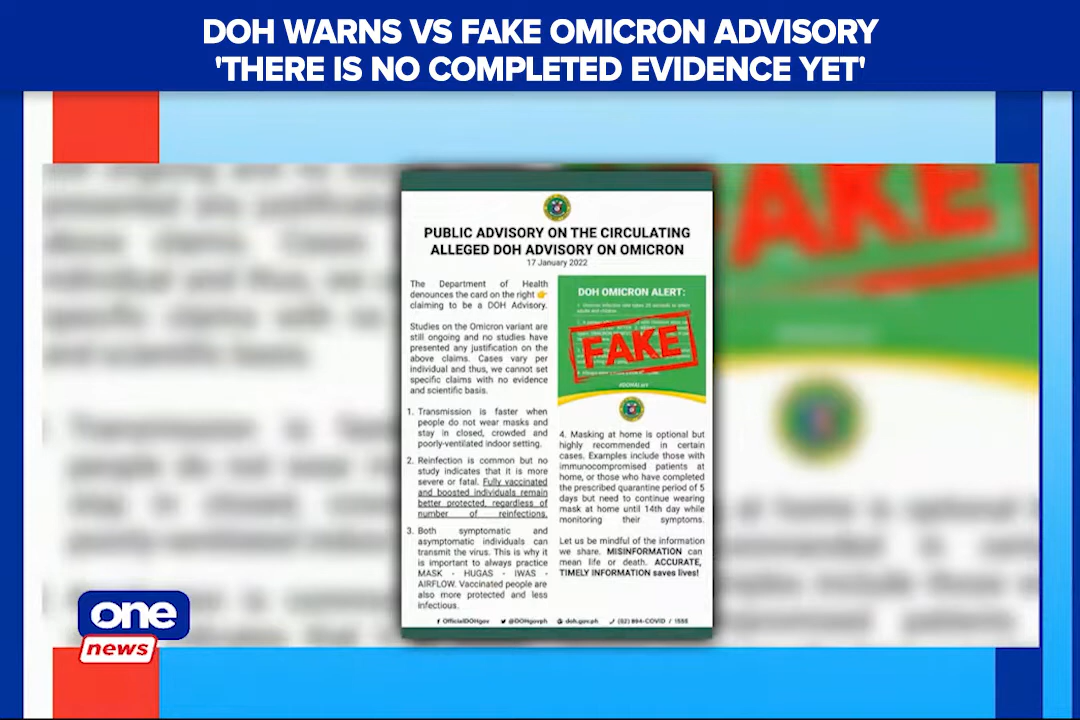 DOH WARNS VS FAKE OMICRON ADVISORY
'THERE IS NO COMPLETED EVIDENCE YET'
PUBLIC ADVISORY ON THE CIRCULATING
ALLEGED DOH ADVISORY ON OMICRON
17 January 2022
The Department of Health
denounces the card on the right
claiming to be a DOH Advisory.
Studies on the Omicron variant are
still ongoing and no studies have
presented any justification on the
above claims. Cases vary per
individual and thus, we cannot set
specific claims with no evidence
and scientific basis.
1. Transmission is faster when
people do not wear masks and
stay in closed, crowded and
poorly-ventilated indoor setting.
2. Reinfection is common but no
study indicates that it is more
severe or fatal. Fully vaccinated
and boosted individuals remain
better protected, regardless of
number of reinfections.
3. Both symptomatic and
asymptomatic individuals can
transmit the virus. This is why it
is important to always practice
MASK - HUGAS - IWAS -
AIRFLOW. Vaccinated people are
also more protected and less
infectious.
DOH OMICRON ALERT:
FAKE
4. Masking at home is optional but
highly recommended in certain
cases. Examples include those with
immunocompromised patients at
home, or those who have completed
the prescribed quarantine period of 5
days but need to continue wearing
mask at home until 14th day while
monitoring their symptoms.
Let us be mindful of the information
we share. MISINFORMATION can
mean life or death. ACCURATE,
TIMELY INFORMATION saves lives!
OfficialDOHgov @DOHgovph doh.gov.ph (02) 894-COVID / 1555
AKE
one
news